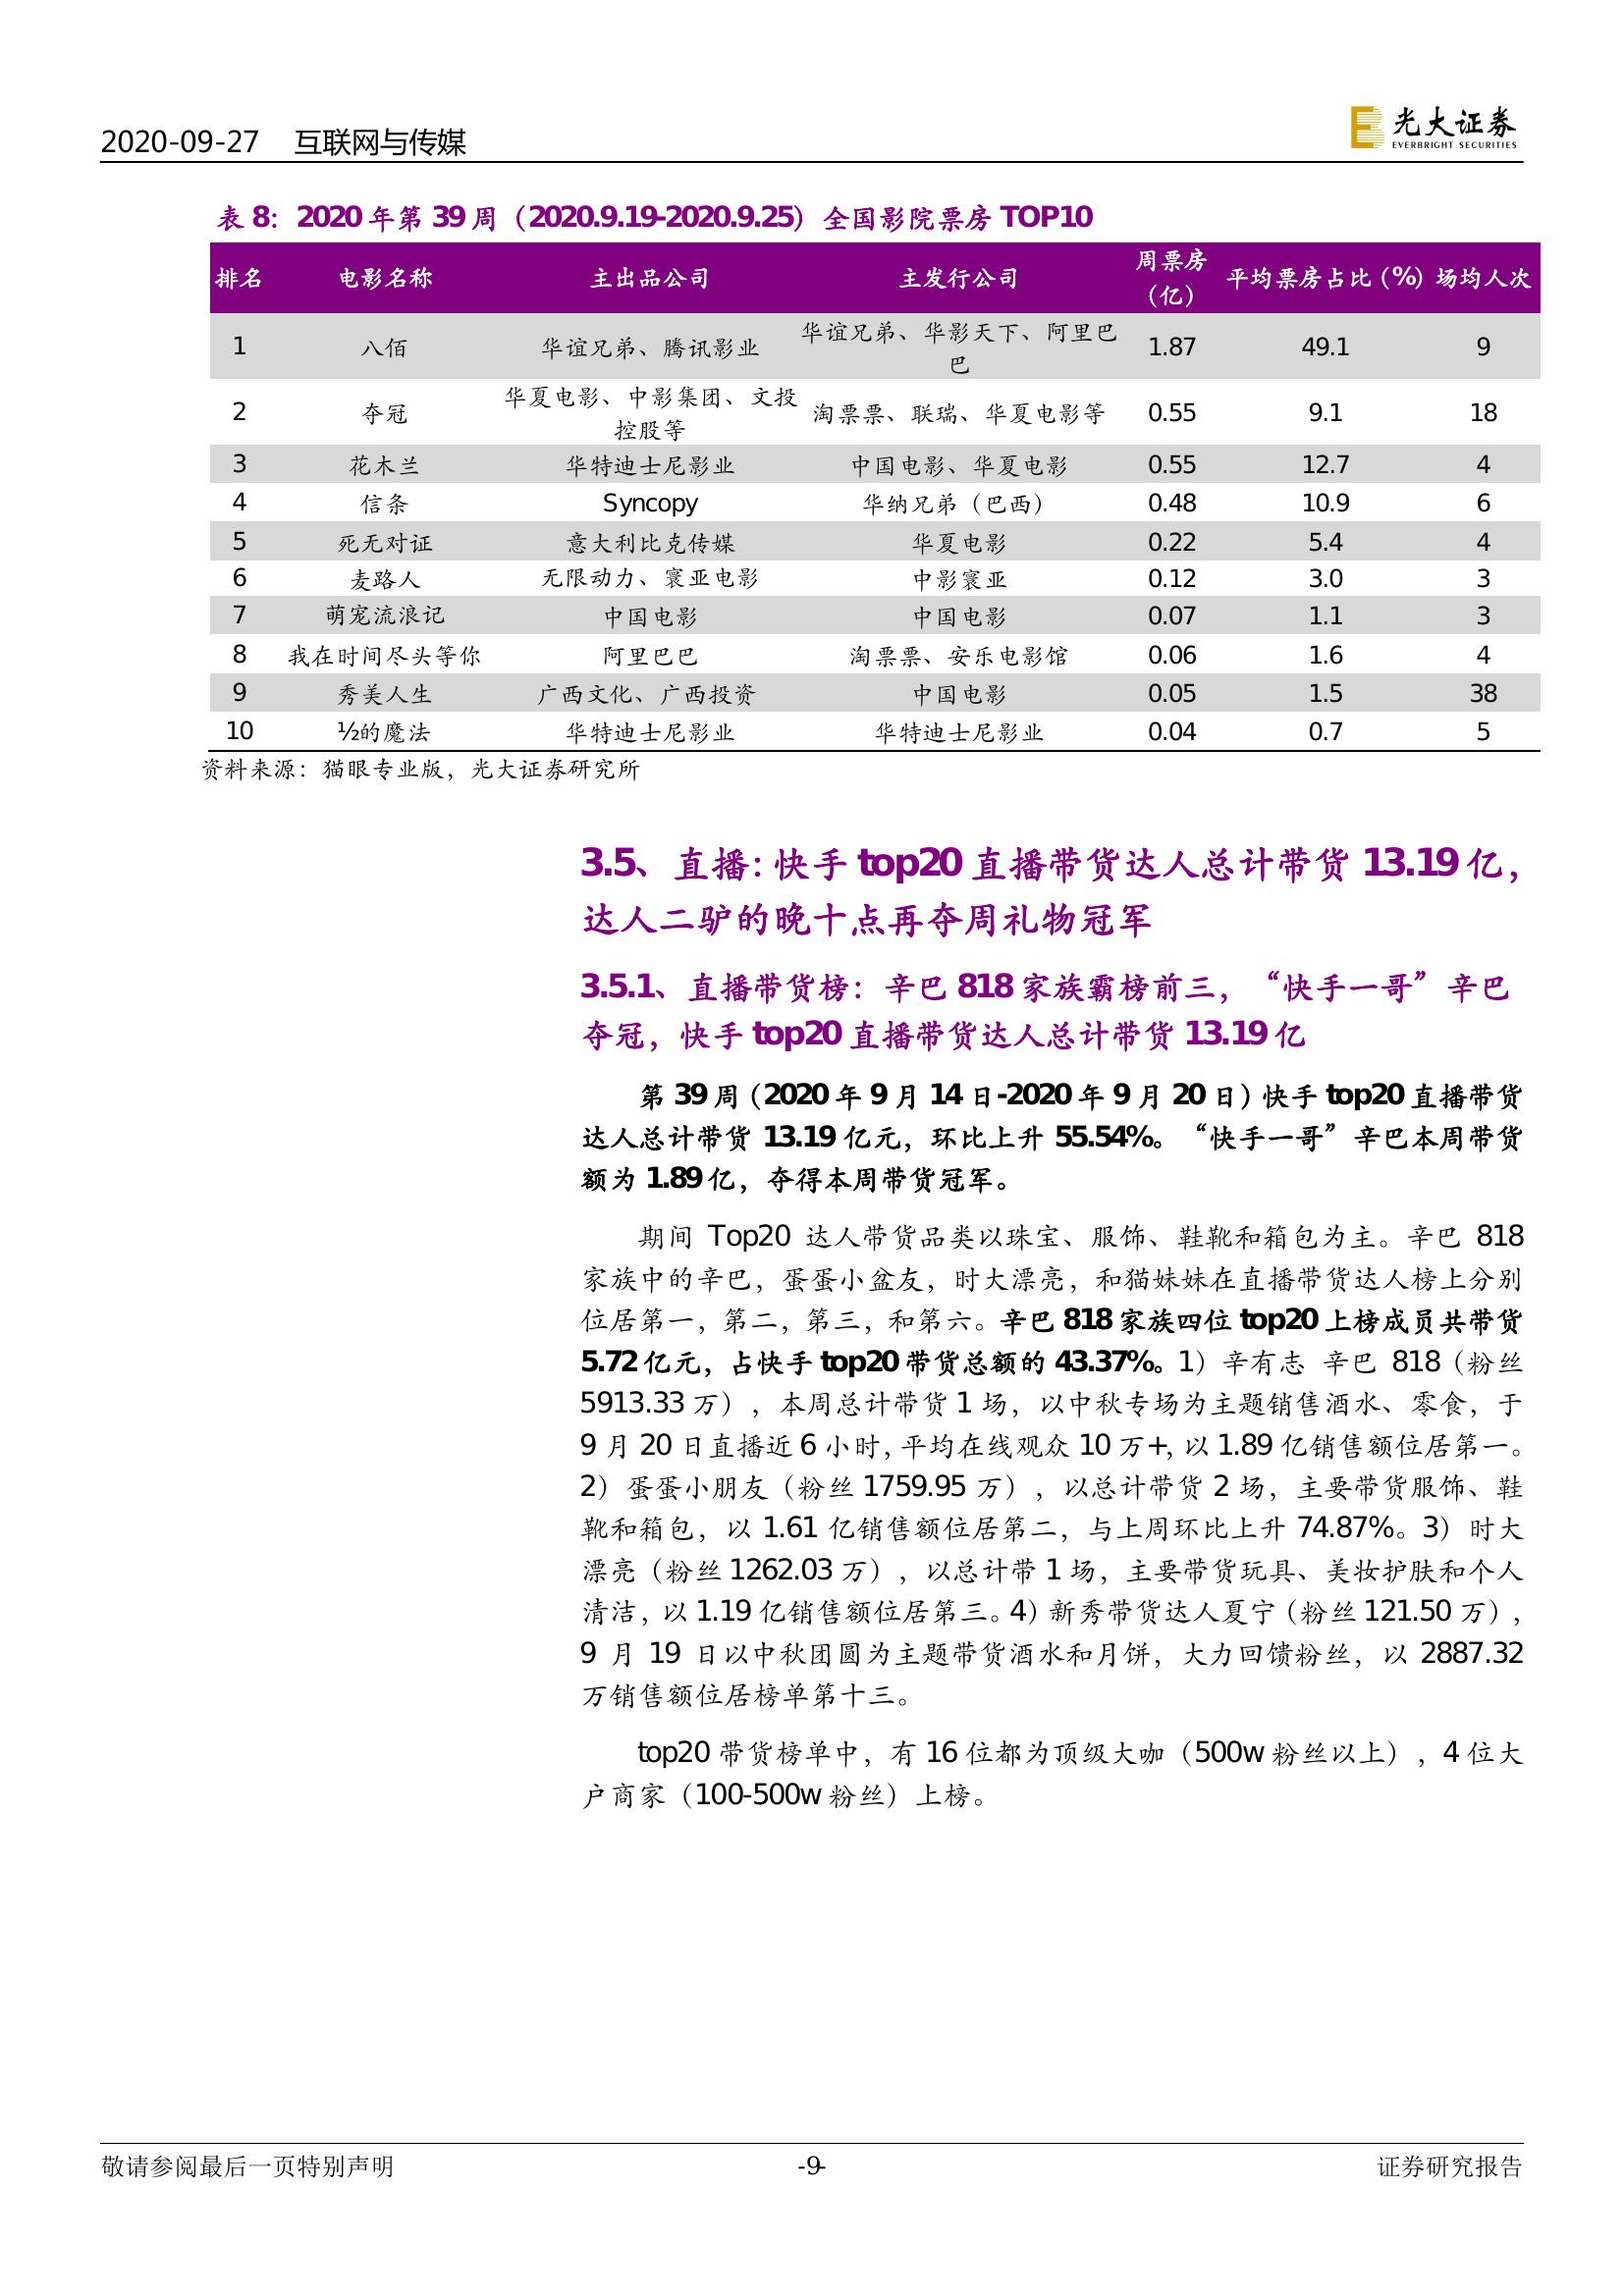 2020-09-27 互联网与传媒
光大证券
EVERBRIGHT SECURITIES
表 8：2020 年第 39 周（2020.9.19-2020.9.25）全国影院票房 TOP10
排名 电影名称 主出品公司 主发行公司 周票房（亿） 平均票房占比（%） 场均人次
1 八佰 华谊兄弟、腾讯影业 华谊兄弟、华影天下、阿里巴巴 1.87 49.1 9
2 夺冠 华夏电影、中影集团、文投控股等 淘票票、联瑞、华夏电影等 0.55 9.1 18
3 花木兰 华特迪士尼影业 中国电影、华夏电影 0.55 12.7 4
4 信条 Syncopy 华纳兄弟（巴西） 0.48 10.9 6
5 死无对证 意大利比克传媒 华夏电影 0.22 5.4 4
6 麦路人 无限动力、寰亚电影 中影寰亚 0.12 3.0 3
7 萌宠流浪记 中国电影 中国电影 0.07 1.1 3
8 我在时间尽头等你 阿里巴巴 淘票票、安乐电影馆 0.06 1.6 4
9 秀美人生 广西文化、广西投资 中国电影 0.05 1.5 38
10 ½的魔法 华特迪士尼影业 华特迪士尼影业 0.04 0.7 5
资料来源：猫眼专业版，光大证券研究所
3.5、直播：快手 top20 直播带货达人总计带货 13.19 亿，
达人二驴的晚十点再夺周礼物冠军
3.5.1、直播带货榜：辛巴 818 家族霸榜前三，“快手一哥”辛巴
夺冠，快手 top20 直播带货达人总计带货 13.19 亿
第 39 周（2020 年 9 月 14 日-2020 年 9 月 20 日）快手 top20 直播带货
达人总计带货 13.19 亿元，环比上升 55.54%。“快手一哥”辛巴本周带货
额为 1.89 亿，夺得本周带货冠军。
期间 Top20 达人带货品类以珠宝、服饰、鞋靴和箱包为主。辛巴 818
家族中的辛巴，蛋蛋小盆友，时大漂亮，和猫妹妹在直播带货达人榜上分别
位居第一，第二，第三，和第六。辛巴 818 家族四位 top20 上榜成员共带货
5.72 亿元，占快手 top20 带货总额的 43.37%。1）辛有志 辛巴 818（粉丝
5913.33 万），本周总计带货 1 场，以中秋专场为主题销售酒水、零食，于
9 月 20 日直播近 6 小时，平均在线观众 10 万+，以 1.89 亿销售额位居第一。
2）蛋蛋小朋友（粉丝 1759.95 万），以总计带货 2 场，主要带货服饰、鞋
靴和箱包，以 1.61 亿销售额位居第二，与上周环比上升 74.87%。3）时大
漂亮（粉丝 1262.03 万），以总计带 1 场，主要带货玩具、美妆护肤和个人
清洁，以 1.19 亿销售额位居第三。4）新秀带货达人夏宁（粉丝 121.50 万），
9 月 19 日以中秋团圆为主题带货酒水和月饼，大力回馈粉丝，以 2887.32
万销售额位居榜单第十三。
top20 带货榜单中，有 16 位都为顶级大咖（500w 粉丝以上），4 位大
户商家（100-500w 粉丝）上榜。
敬请参阅最后一页特别声明 -9- 证券研究报告